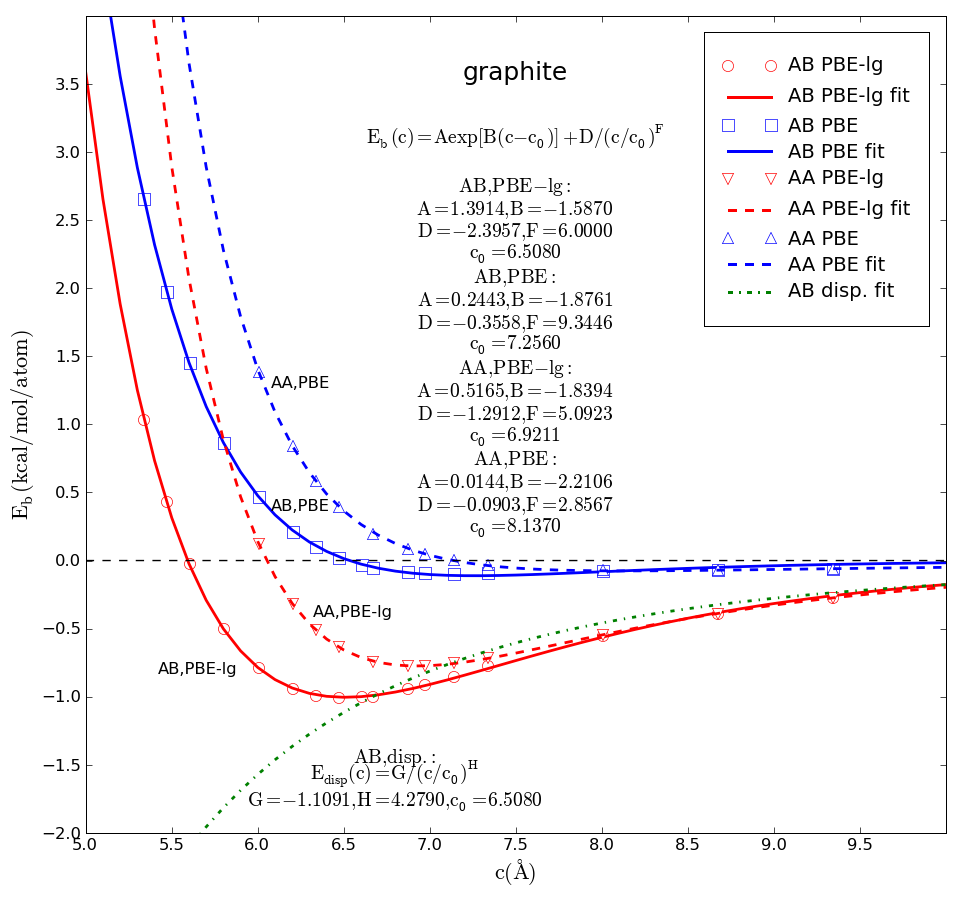 graphite
E_b(c)=Aexp[B(c−c_0)]+D/(c/c_0)^F
AB,PBE−lg:
A=1.3914,B=−1.5870
D=−2.3957,F=6.0000
c_0=6.5080
AB,PBE:
A=0.2443,B=−1.8761
D=−0.3558,F=9.3446
c_0=7.2560
AA,PBE−lg:
A=0.5165,B=−1.8394
D=−1.2912,F=5.0923
c_0=6.9211
AA,PBE:
A=0.0144,B=−2.2106
D=−0.0903,F=2.8567
c_0=8.1370
AB PBE-lg
AB PBE-lg fit
AB PBE
AB PBE fit
AA PBE-lg
AA PBE-lg fit
AA PBE
AA PBE fit
AB disp. fit
AA,PBE
AB,PBE
AA,PBE-lg
AB,PBE-lg
AB,disp.:
E_disp(c)=G/(c/c_0)^H
G=−1.1091,H=4.2790,c_0=6.5080
E_b(kcal/mol/atom)
3.5
3.0
2.5
2.0
1.5
1.0
0.5
0.0
−0.5
−1.0
−1.5
−2.0
5.0 5.5 6.0 6.5 7.0 7.5 8.0 8.5 9.0 9.5
c(Å)